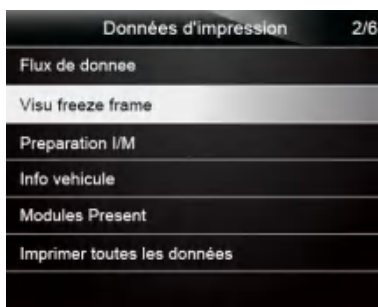 Données d'impression 2/6
Flux de donnee
Visu freeze frame
Preparation I/M
Info vehicule
Modules Present
Imprimer toutes les données